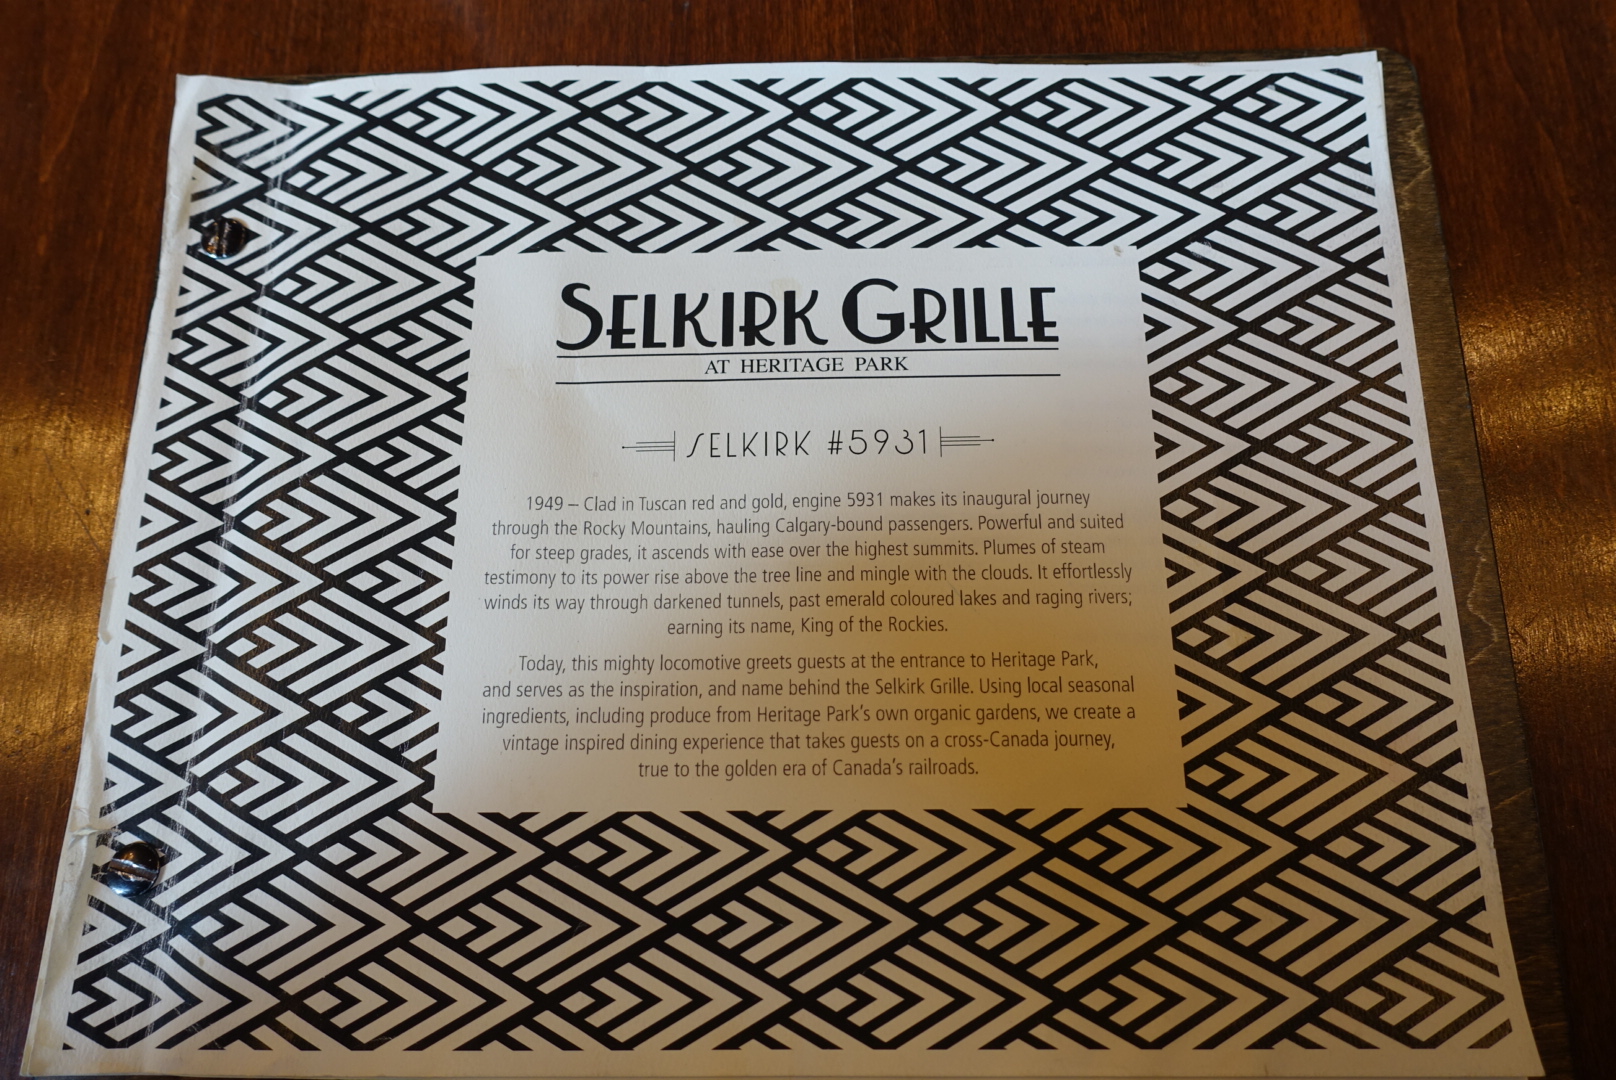 SELKIRK GRILLE
AT HERITAGE PARK
SELKIRK #5931
1949 – Clad in Tuscan red and gold, engine 5931 makes its inaugural journey
through the Rocky Mountains, hauling Calgary-bound passengers. Powerful and suited
for steep grades, it ascends with ease over the highest summits. Plumes of steam
testimony to its power rise above the tree line and mingle with the clouds. It effortlessly
winds its way through darkened tunnels, past emerald coloured lakes and raging rivers;
earning its name, King of the Rockies.
Today, this mighty locomotive greets guests at the entrance to Heritage Park,
and serves as the inspiration, and name behind the Selkirk Grille. Using local seasonal
ingredients, including produce from Heritage Park's own organic gardens, we create a
vintage inspired dining experience that takes guests on a cross-Canada journey,
true to the golden era of Canada's railroads.